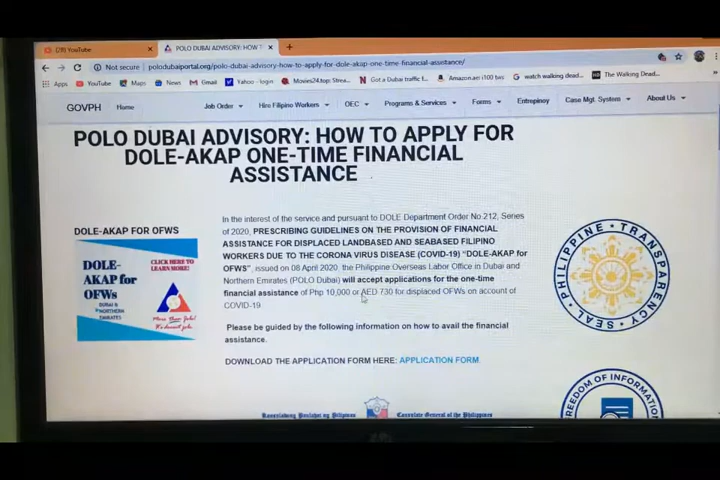 (29) YouTube
POLO DUBAI ADVISORY: HOW T
Not secure | polodubaiportal.org/polo-dubai-advisory-how-to-apply-for-dole-akap-one-time-financial-assistance/
Apps YouTube Maps News Gmail Yahoo - login Movies24.top: Strea... Got a Dubai traffic f... Amazon.ae: (100 tws watch walking dead... The Walking Dead...
GOVPH Home Job Order Hire Filipino Workers OEC Programs & Services Forms Entrepinoy Case Mgt. System About Us
POLO DUBAI ADVISORY: HOW TO APPLY FOR
DOLE-AKAP ONE-TIME FINANCIAL
ASSISTANCE
DOLE-AKAP FOR OFWS
DOLE-
AKAP for
OFWs
DUBAI &
NORTHERN
EMIRATES
CLICK HERE TO
LEARN MORE!
In the interest of the service and pursuant to DOLE Department Order No.212, Series
of 2020, PRESCRIBING GUIDELINES ON THE PROVISION OF FINANCIAL
ASSISTANCE FOR DISPLACED LANDBASED AND SEABASED FILIPINO
WORKERS DUE TO THE CORONA VIRUS DISEASE (COVID-19) "DOLE-AKAP for
OFWS", issued on 08 April 2020, the Philippine Overseas Labor Office in Dubai and
Northern Emirates (POLO Dubai) will accept applications for the one-time
financial assistance of Php 10,000 or AED 730 for displaced OFWs on account of
COVID-19
Please be guided by the following information on how to avail the financial
assistance.
DOWNLOAD THE APPLICATION FORM HERE: APPLICATION FORM
PHILIPPINE TRANSPARENCY SEAL
FREEDOM OF INFORMATION
Consulate General of the Philippines